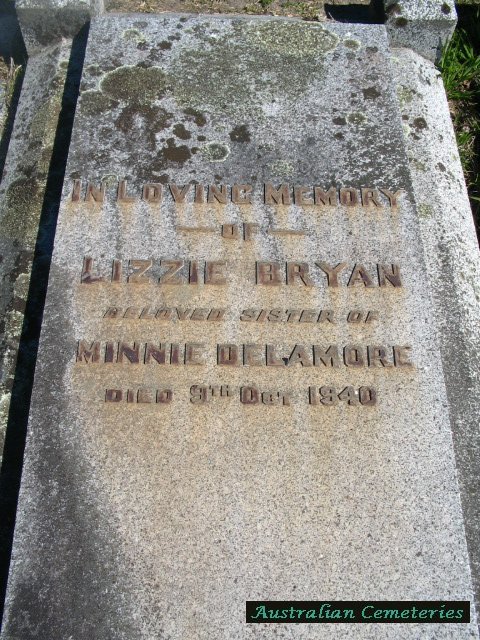 IN LOVING MEMORY
— OF —
LIZZIE BRYAN
BELOVED SISTER OF
MINNIE DELAMORE
DIED 9TH OCT 1940
Australian Cemeteries